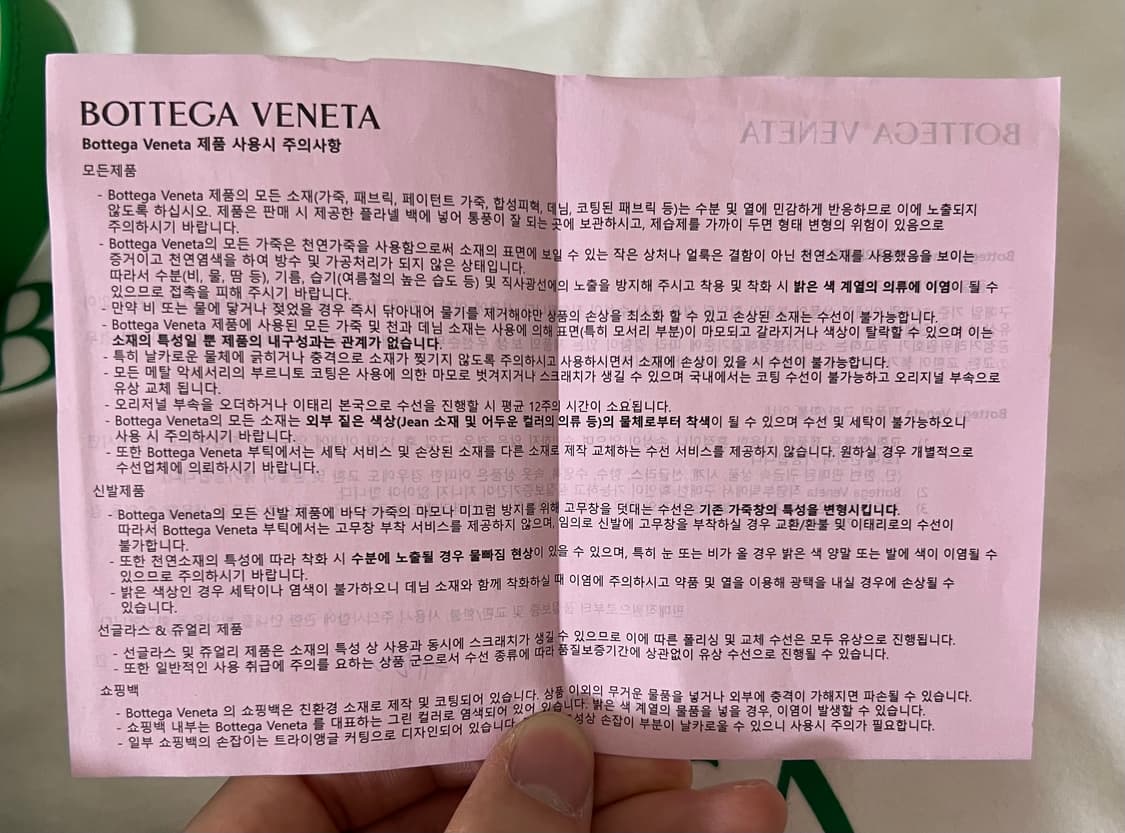 BOTTEGA VENETA
Bottega Veneta 제품 사용시 주의사항
모든제품
- Bottega Veneta 제품의 모든 소재(가죽, 패브릭, 페이턴트 가죽, 합성피혁, 데님, 코팅된 패브릭 등)는 수분 및 열에 민감하게 반응하므로 이에 노출되지
않도록 하십시오. 제품은 판매 시 제공한 플라넬 백에 넣어 통풍이 잘 되는 곳에 보관하시고, 제습제를 가까이 두면 형태 변형의 위험이 있음으로
주의하시기 바랍니다.
- Bottega Veneta의 모든 가죽은 천연가죽을 사용함으로써 소재의 표면에 보일 수 있는 작은 상처나 얼룩은 결함이 아닌 천연소재를 사용했음을 보이는
증거이고 천연염색을 하여 방수 및 가공처리가 되지 않은 상태입니다.
따라서 수분(비, 물, 땀 등), 기름, 습기(여름철의 높은 습도 등) 및 직사광선에의 노출을 방지해 주시고 착용 및 착화 시 밝은 색 계열의 의류에 이염이 될 수
있으므로 접촉을 피해 주시기 바랍니다.
- 만약 비 또는 물에 닿거나 젖었을 경우 즉시 닦아내어 물기를 제거해야만 상품의 손상을 최소화 할 수 있고 손상된 소재는 수선이 불가능합니다.
- Bottega Veneta 제품에 사용된 모든 가죽 및 천과 데님 소재는 사용에 의해 표면(특히 모서리 부분)이 마모되고 갈라지거나 색상이 탈락할 수 있으며 이는
소재의 특성일 뿐 제품의 내구성과는 관계가 없습니다.
- 특히 날카로운 물체에 긁히거나 충격으로 소재가 찢기지 않도록 주의하시고 사용하시면서 소재에 손상이 있을 시 수선이 불가능합니다.
- 모든 메탈 악세서리의 부르니토 코팅은 사용에 의한 마모로 벗겨지거나 스크래치가 생길 수 있으며 국내에서는 코팅 수선이 불가능하고 오리지널 부속으로
유상 교체 됩니다.
- 오리저널 부속을 오더하거나 이태리 본국으로 수선을 진행할 시 평균 12주의 시간이 소요됩니다.
- Bottega Veneta의 모든 소재는 외부 짙은 색상(Jean 소재 및 어두운 컬러의 의류 등)의 물체로부터 착색이 될 수 있으며 수선 및 세탁이 불가능하오니
사용 시 주의하시기 바랍니다.
- 또한 Bottega Veneta 부틱에서는 세탁 서비스 및 손상된 소재를 다른 소재로 제작 교체하는 수선 서비스를 제공하지 않습니다. 원하실 경우 개별적으로
수선업체에 의뢰하시기 바랍니다.
신발제품
- Bottega Veneta의 모든 신발 제품에 바닥 가죽의 마모나 미끄럼 방지를 위해 고무창을 덧대는 수선은 기존 가죽창의 특성을 변형시킵니다.
따라서 Bottega Veneta 부틱에서는 고무창 부착 서비스를 제공하지 않으며, 임의로 신발에 고무창을 부착하실 경우 교환/환불 및 이태리로의 수선이
불가합니다.
- 또한 천연소재의 특성에 따라 착화 시 수분에 노출될 경우 물빠짐 현상이 있을 수 있으며, 특히 눈 또는 비가 올 경우 밝은 색 양말 또는 발에 색이 이염될 수
있으므로 주의하시기 바랍니다.
- 밝은 색상인 경우 세탁이나 염색이 불가하오니 데님 소재와 함께 착화하실 때 이염에 주의하시고 약품 및 열을 이용해 광택을 내실 경우에 손상될 수
있습니다.
선글라스 & 쥬얼리 제품
- 선글라스 및 쥬얼리 제품은 소재의 특성 상 사용과 동시에 스크래치가 생길 수 있으므로 이에 따른 폴리싱 및 교체 수선은 모두 유상으로 진행됩니다.
- 또한 일반적인 사용 취급에 주의를 요하는 상품 군으로서 수선 종류에 따라 품질보증기간에 상관없이 유상 수선으로 진행될 수 있습니다.
쇼핑백
- Bottega Veneta 의 쇼핑백은 친환경 소재로 제작 및 코팅되어 있습니다. 상품 이외의 무거운 물품을 넣거나 외부에 충격이 가해지면 파손될 수 있습니다.
- 쇼핑백 내부는 Bottega Veneta 를 대표하는 그린 컬러로 염색되어 있어 있습니다. 밝은 색 계열의 물품을 넣을 경우, 이염이 발생할 수 있습니다.
- 일부 쇼핑백의 손잡이는 트라이앵글 커팅으로 디자인되어 있습니다. 성상 손잡이 부분이 날카로울 수 있으니 사용시 주의가 필요합니다.